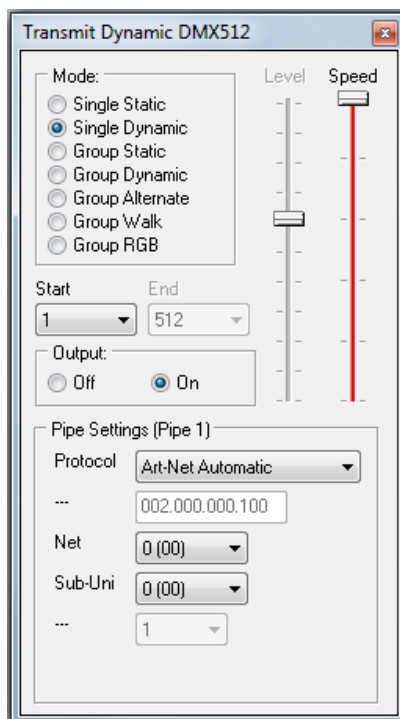 Transmit Dynamic DMX512
Mode:
Single Static
Single Dynamic
Group Static
Group Dynamic
Group Alternate
Group Walk
Group RGB
Level
Speed
Start
End
1
512
Output:
Off
On
Pipe Settings (Pipe 1)
Protocol
Art-Net Automatic
---
002.000.000.100
Net
0 (00)
Sub-Uni
0 (00)
---
1